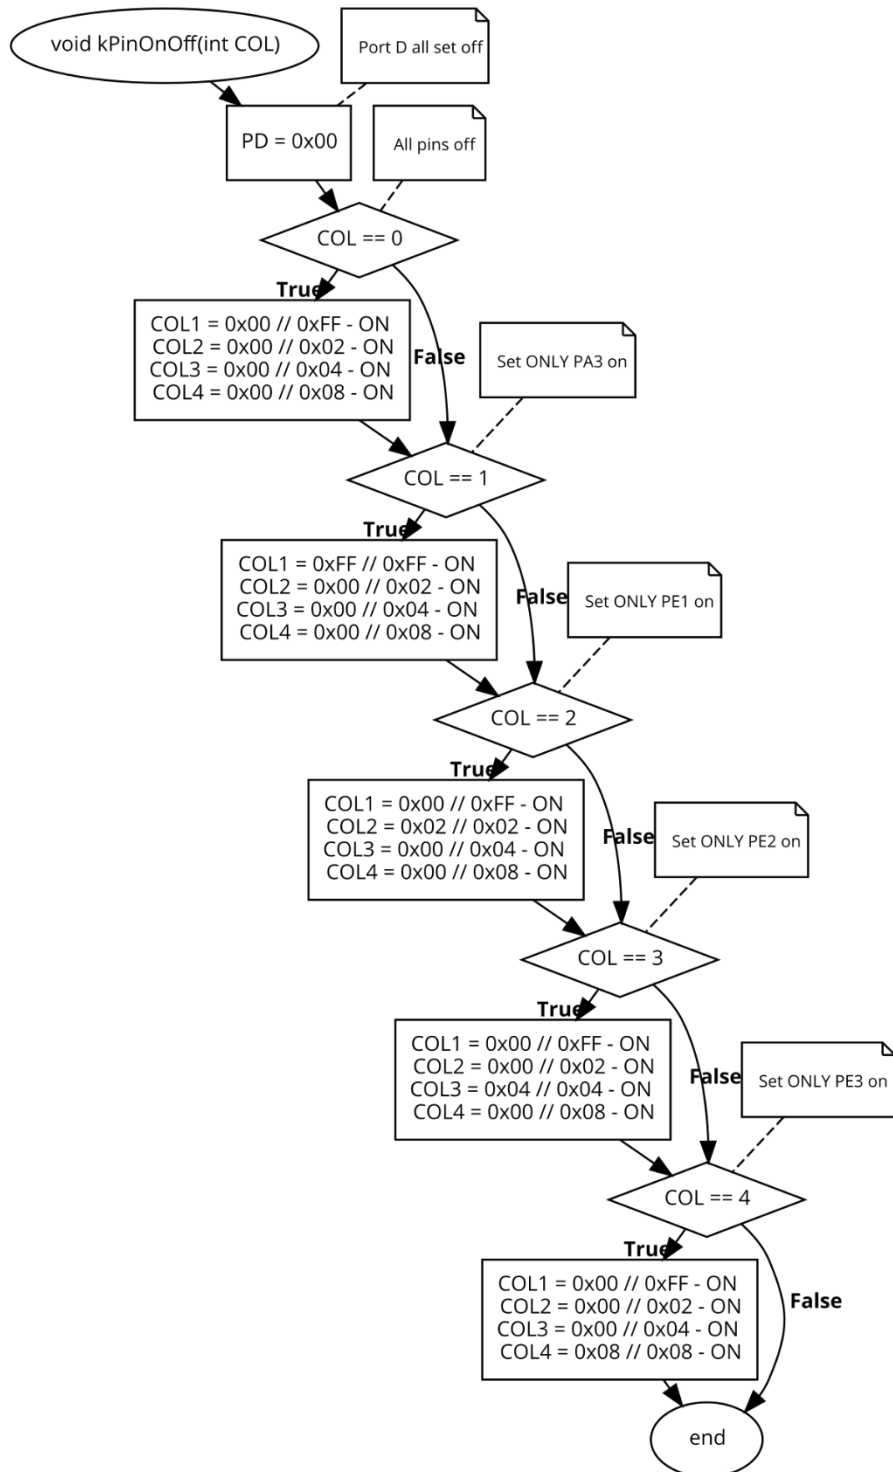 void kPinOnOff(int COL)
Port D all set off
PD = 0x00
All pins off
COL == 0
True
COL1 = 0x00 // 0xFF - ON
COL2 = 0x00 // 0x02 - ON
COL3 = 0x00 // 0x04 - ON
COL4 = 0x00 // 0x08 - ON
False
Set ONLY PA3 on
COL == 1
True
COL1 = 0xFF // 0xFF - ON
COL2 = 0x00 // 0x02 - ON
COL3 = 0x00 // 0x04 - ON
COL4 = 0x00 // 0x08 - ON
False
Set ONLY PE1 on
COL == 2
True
COL1 = 0x00 // 0xFF - ON
COL2 = 0x02 // 0x02 - ON
COL3 = 0x00 // 0x04 - ON
COL4 = 0x00 // 0x08 - ON
False
Set ONLY PE2 on
COL == 3
True
COL1 = 0x00 // 0xFF - ON
COL2 = 0x00 // 0x02 - ON
COL3 = 0x04 // 0x04 - ON
COL4 = 0x00 // 0x08 - ON
False
Set ONLY PE3 on
COL == 4
True
COL1 = 0x00 // 0xFF - ON
COL2 = 0x00 // 0x02 - ON
COL3 = 0x00 // 0x04 - ON
COL4 = 0x08 // 0x08 - ON
False
end